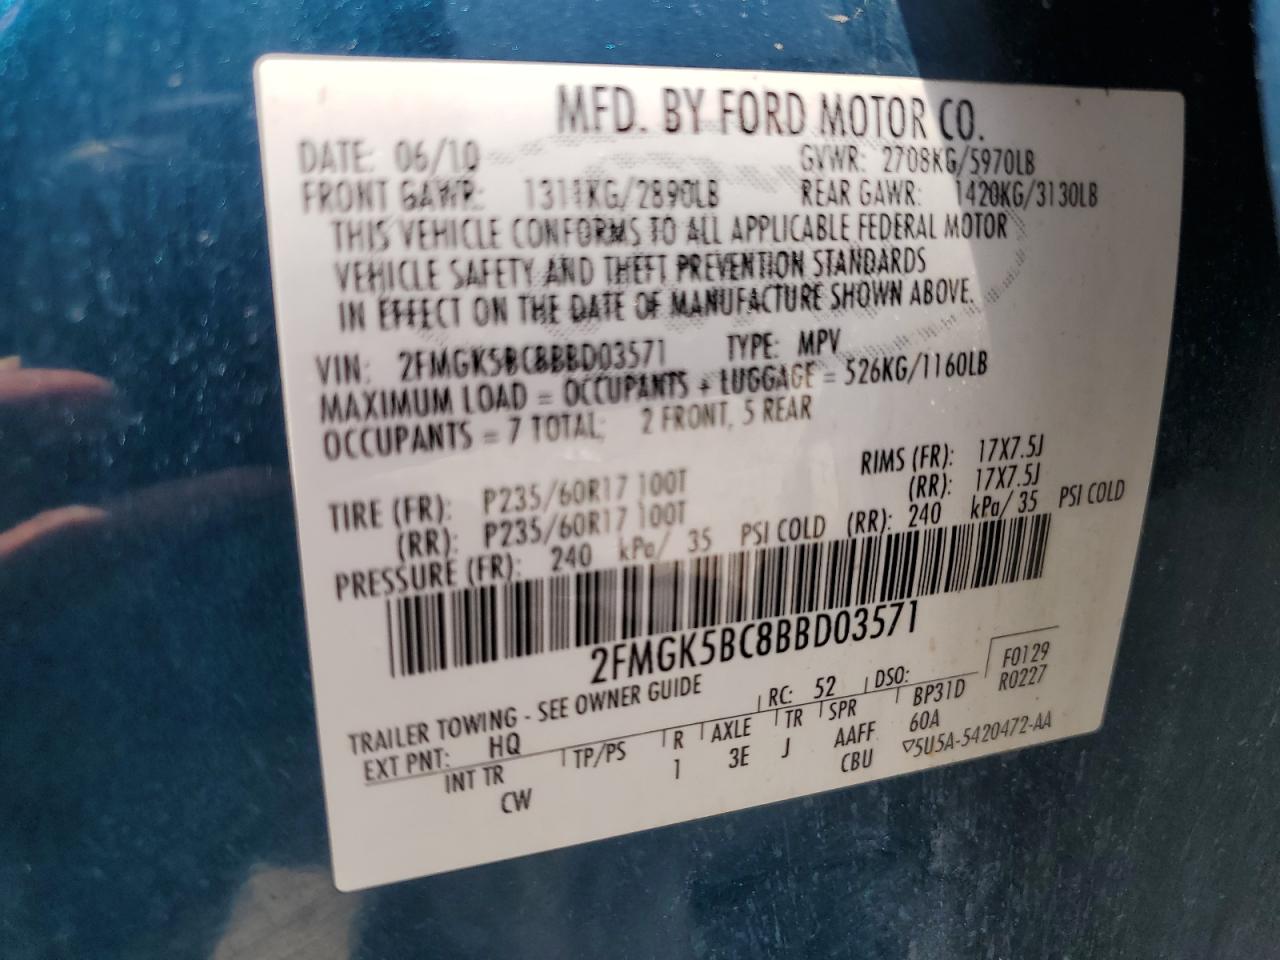 MFD. BY FORD MOTOR CO.
DATE: 06/10 GVWR: 2708KG/5970LB
FRONT GAWR: 1311KG/2890LB REAR GAWR: 1420KG/3130LB
THIS VEHICLE CONFORMS TO ALL APPLICABLE FEDERAL MOTOR
VEHICLE SAFETY AND THEFT PREVENTION STANDARDS
IN EFFECT ON THE DATE OF MANUFACTURE SHOWN ABOVE.
VIN: 2FMGK5BC8BBD03571 TYPE: MPV
MAXIMUM LOAD = OCCUPANTS + LUGGAGE = 526KG/1160LB
OCCUPANTS = 7 TOTAL; 2 FRONT, 5 REAR
TIRE (FR): P235/60R17 100T RIMS (FR): 17X7.5J
(RR): P235/60R17 100T (RR): 17X7.5J
PRESSURE (FR): 240 kPa/ 35 PSI COLD (RR): 240 kPa/ 35 PSI COLD
2FMGK5BC8BBD03571
F0129
R0227
TRAILER TOWING - SEE OWNER GUIDE RC: 52 DSO:
EXT PNT: HQ BP31D
INT TR TP/PS R AXLE TR SPR 60A
CW 1 3E J AAFF
CBU ▽5U5A-5420472-AA